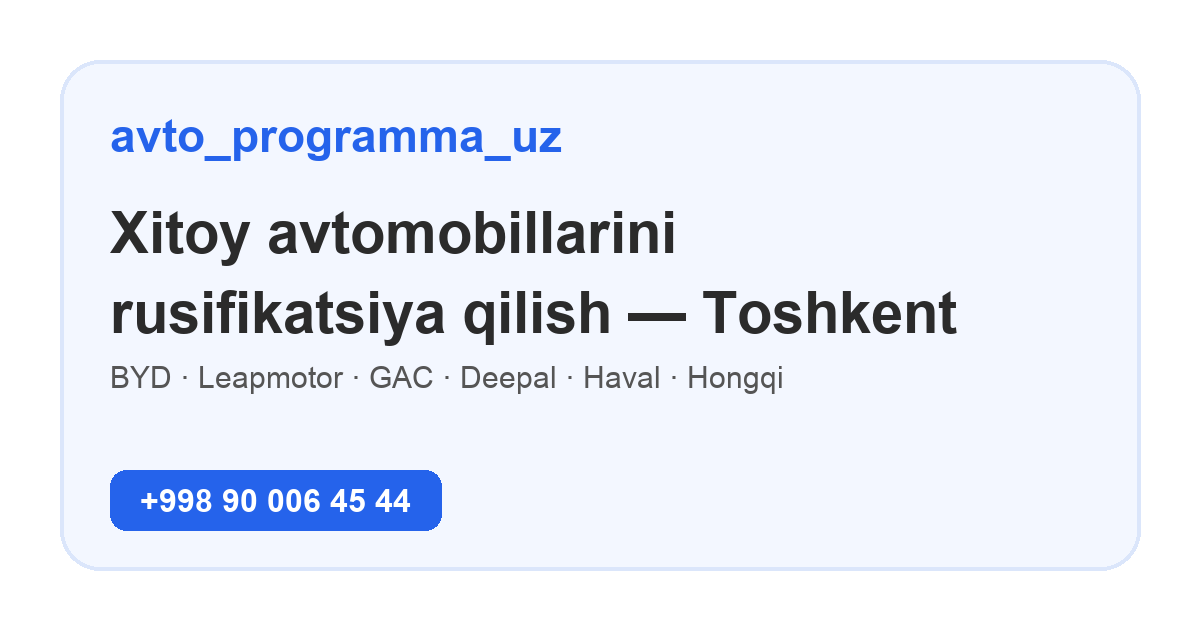 avto_programma_uz
Xitoy avtomobillarini
rusifikatsiya qilish — Toshkent
BYD · Leapmotor · GAC · Deepal · Haval · Hongqi
+998 90 006 45 44